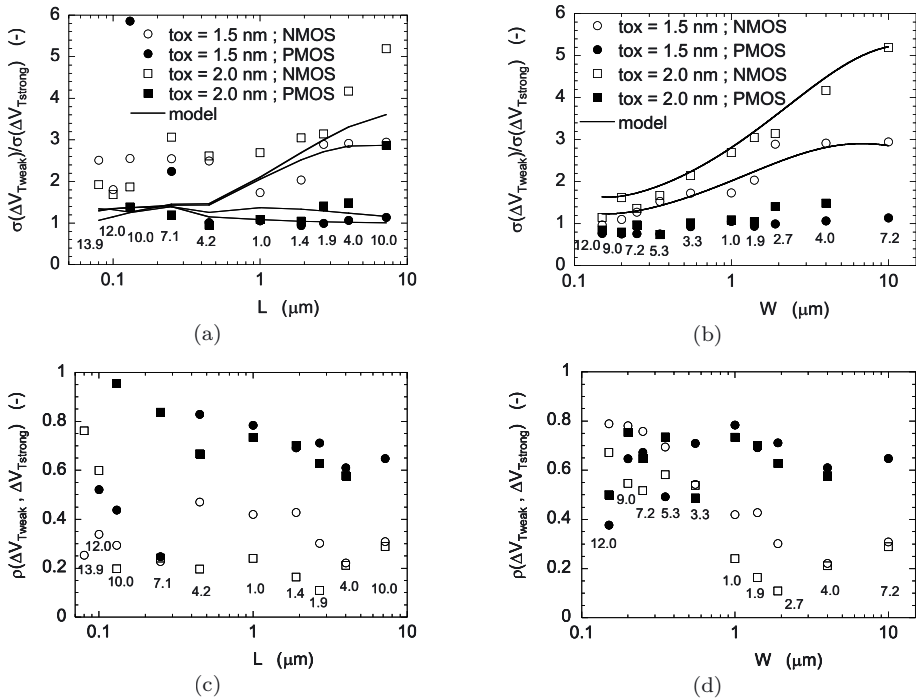 σ(ΔV_Tweak)/σ(ΔV_Tstrong) (-)
6
5
4
3
2
1
0
tox = 1.5 nm ; NMOS
tox = 1.5 nm ; PMOS
tox = 2.0 nm ; NMOS
tox = 2.0 nm ; PMOS
model
13.9 12.0 10.0 7.1 4.2 1.0 1.4 1.9 4.0 10.0
0.1 1 10
L (μm)
(a)
σ(ΔV_Tweak)/σ(ΔV_Tstrong) (-)
6
5
4
3
2
1
0
tox = 1.5 nm ; NMOS
tox = 1.5 nm ; PMOS
tox = 2.0 nm ; NMOS
tox = 2.0 nm ; PMOS
model
12.0 9.0 7.2 5.3 3.3 1.0 1.9 2.7 4.0 7.2
0.1 1 10
W (μm)
(b)
ρ(ΔV_Tweak , ΔV_Tstrong) (-)
1
0.8
0.6
0.4
0.2
0
13.9 12.0 10.0 7.1 4.2 1.0 1.4 1.9 4.0 10.0
0.1 1 10
L (μm)
(c)
ρ(ΔV_Tweak , ΔV_Tstrong) (-)
1
0.8
0.6
0.4
0.2
0
12.0 9.0 7.2 5.3 3.3 1.0 1.9 2.7 4.0 7.2
0.1 1 10
W (μm)
(d)